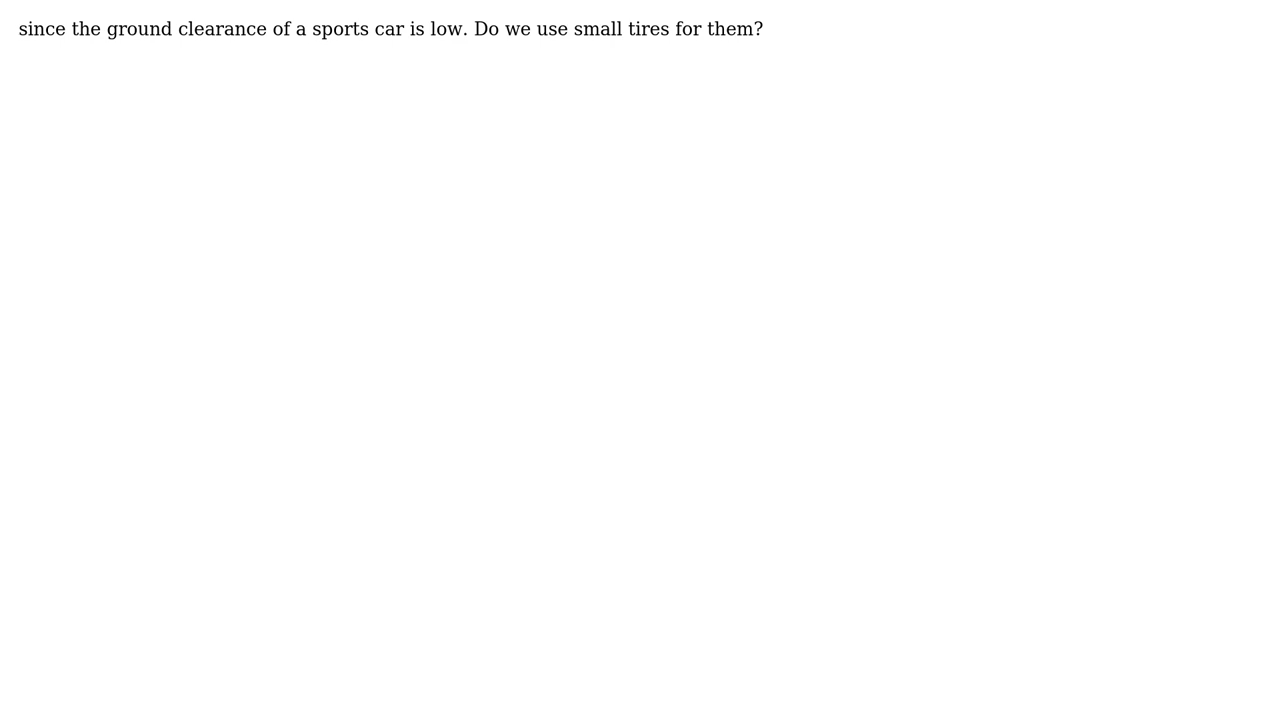 since the ground clearance of a sports car is low. Do we use small tires for them?